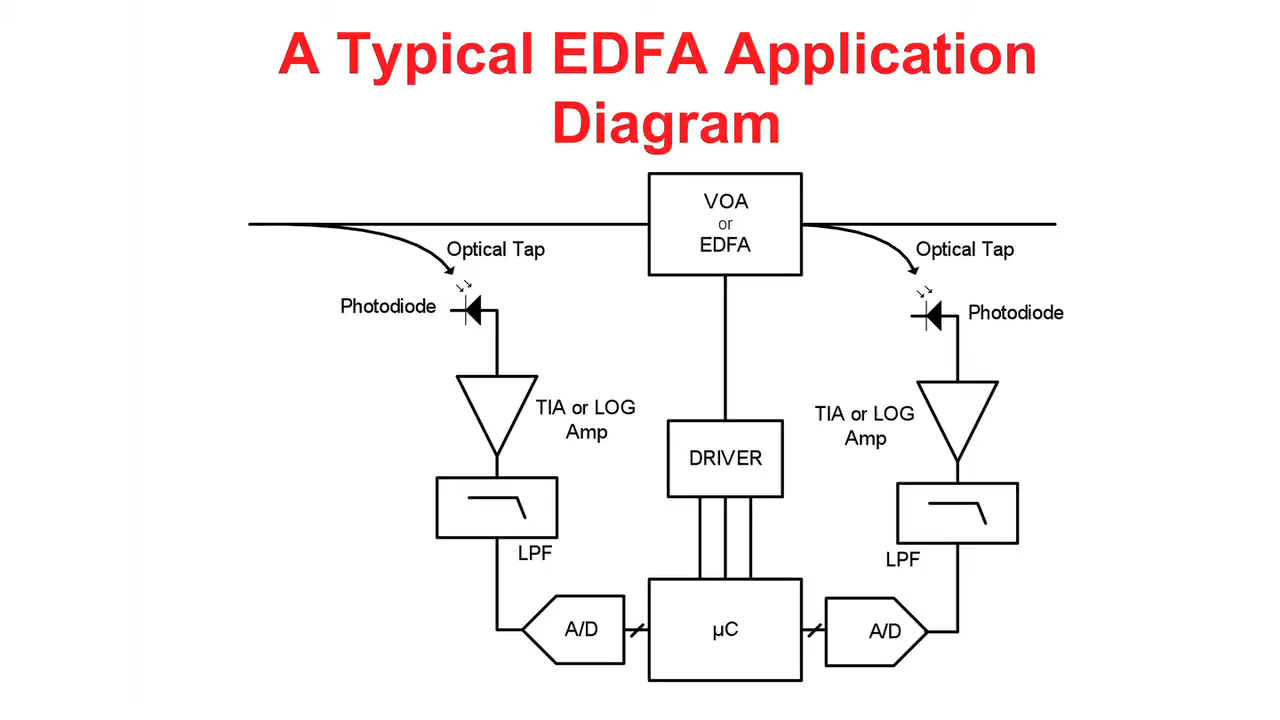 A Typical EDFA Application
Diagram
VOA
or
EDFA
Optical Tap
Optical Tap
Photodiode
Photodiode
TIA or LOG
Amp
TIA or LOG
Amp
DRIVER
LPF
LPF
A/D
µC
A/D